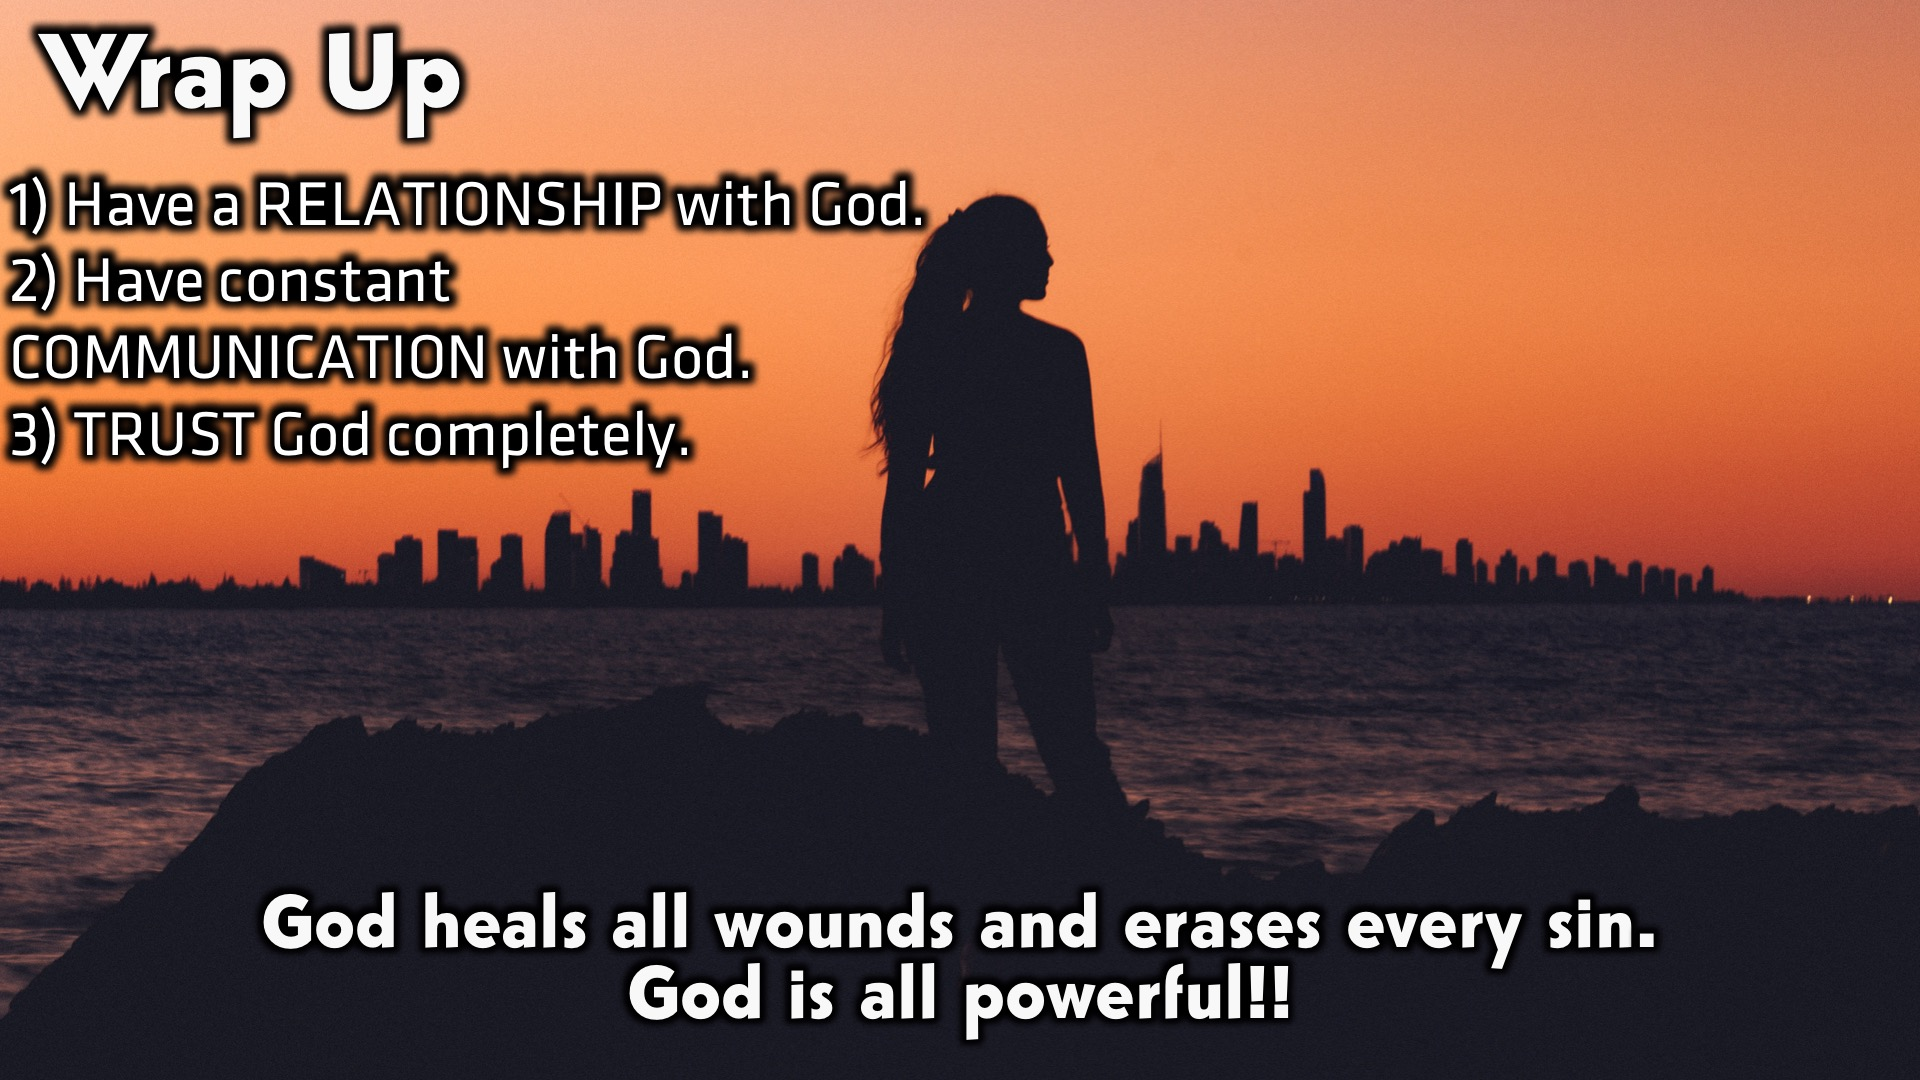 Wrap Up
1) Have a RELATIONSHIP with God.
2) Have constant
COMMUNICATION with God.
3) TRUST God completely.
God heals all wounds and erases every sin.
God is all powerful!!